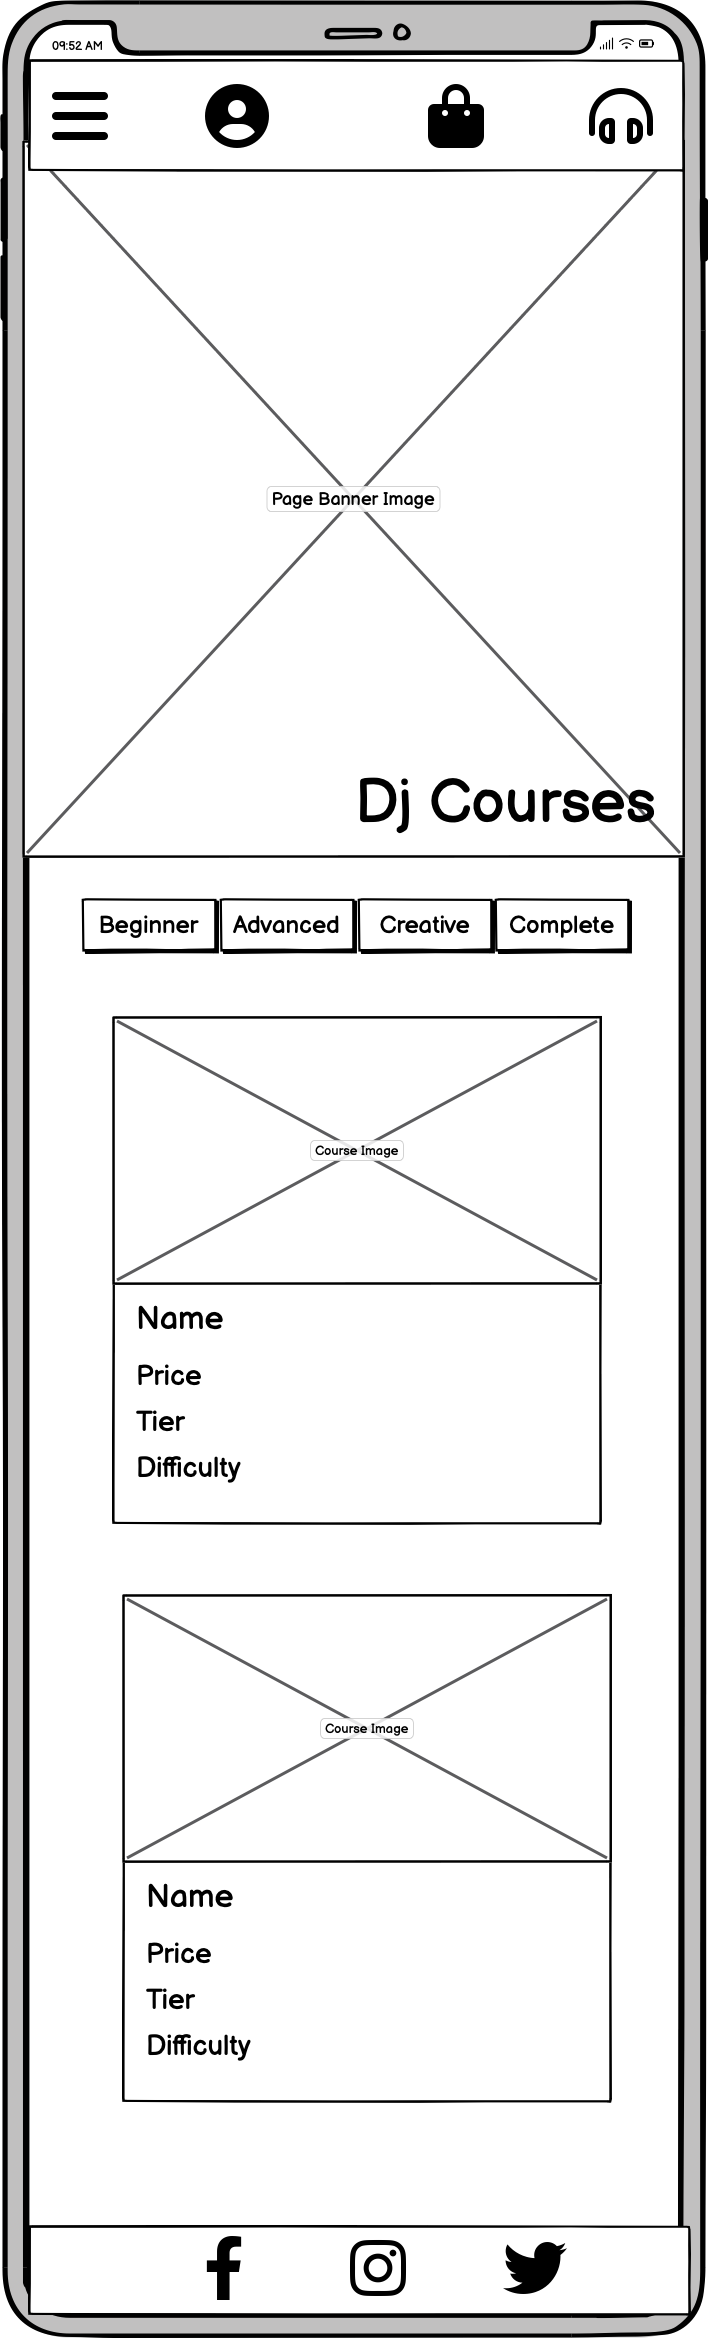 09:52 AM
Page Banner Image
Dj Courses
Beginner Advanced Creative Complete
Course Image
Name
Price
Tier
Difficulty
Course Image
Name
Price
Tier
Difficulty